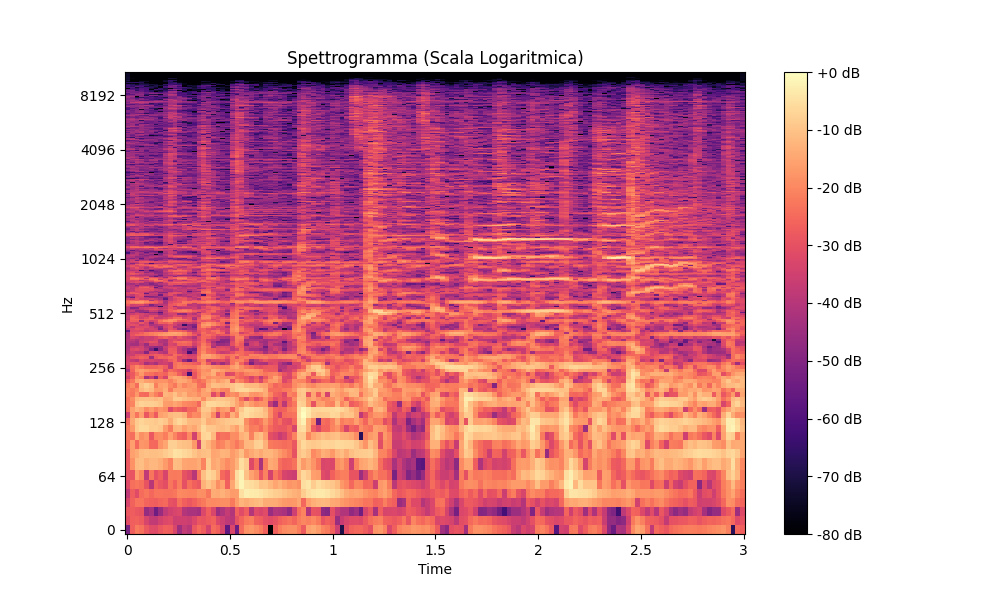 Spettrogramma (Scala Logaritmica)
Hz
8192
4096
2048
1024
512
256
128
64
0
0 0.5 1 1.5 2 2.5 3
Time
+0 dB
-10 dB
-20 dB
-30 dB
-40 dB
-50 dB
-60 dB
-70 dB
-80 dB